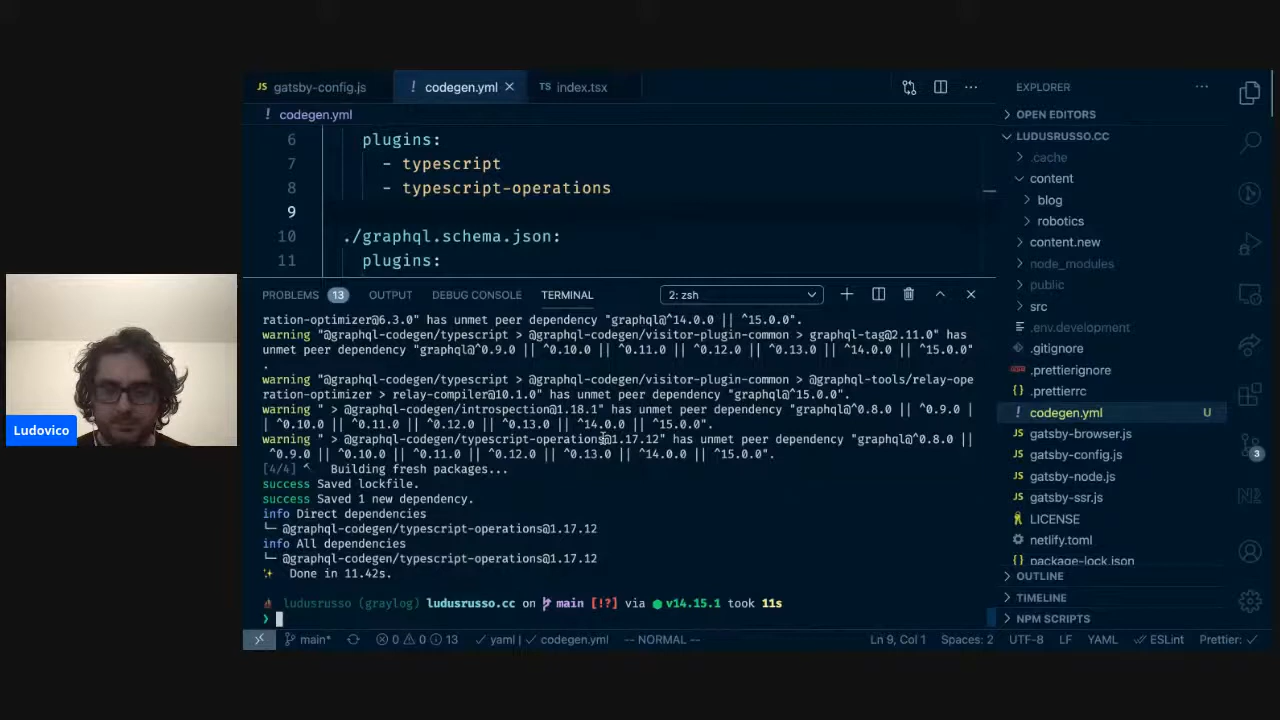 gatsby-config.js
codegen.yml
TS index.tsx
codegen.yml
6 plugins:
7 - typescript
8 - typescript-operations
9
10 ./graphql.schema.json:
11 plugins:
PROBLEMS 13 OUTPUT DEBUG CONSOLE TERMINAL 2: zsh
ration-optimizer@6.3.0" has unmet peer dependency "graphql@^14.0.0 || ^15.0.0".
warning "@graphql-codegen/typescript > @graphql-codegen/visitor-plugin-common > graphql-tag@2.11.0" has
unmet peer dependency "graphql@^0.9.0 || ^0.10.0 || ^0.11.0 || ^0.12.0 || ^0.13.0 || ^14.0.0 || ^15.0.0"
.
warning "@graphql-codegen/typescript > @graphql-codegen/visitor-plugin-common > @graphql-tools/relay-ope
ration-optimizer > relay-compiler@10.1.0" has unmet peer dependency "graphql@^15.0.0".
warning " > @graphql-codegen/introspection@1.18.1" has unmet peer dependency "graphql@^0.8.0 || ^0.9.0 |
| ^0.10.0 || ^0.11.0 || ^0.12.0 || ^0.13.0 || ^14.0.0 || ^15.0.0".
warning " > @graphql-codegen/typescript-operations@1.17.12" has unmet peer dependency "graphql@^0.8.0 ||
^0.9.0 || ^0.10.0 || ^0.11.0 || ^0.12.0 || ^0.13.0 || ^14.0.0 || ^15.0.0".
[4/4] Building fresh packages...
success Saved lockfile.
success Saved 1 new dependency.
info Direct dependencies
└─ @graphql-codegen/typescript-operations@1.17.12
info All dependencies
└─ @graphql-codegen/typescript-operations@1.17.12
✨ Done in 11.42s.
ludusrusso (graylog) ludusrusso.cc on main [!?] via v14.15.1 took 11s
❯
main* 0 0 13 yaml | codegen.yml -- NORMAL -- Ln 9, Col 1 Spaces: 2 UTF-8 LF YAML ESLint Prettier: ✓
EXPLORER
OPEN EDITORS
LUDUSRUSSO.CC
.cache
content
blog
robotics
content.new
node_modules
public
src
.env.development
.gitignore
.prettierignore
.prettierrc
codegen.yml U
gatsby-browser.js
gatsby-config.js
gatsby-node.js
gatsby-ssr.js
LICENSE
netlify.toml
package-lock.json
OUTLINE
TIMELINE
NPM SCRIPTS
3
Ludovico